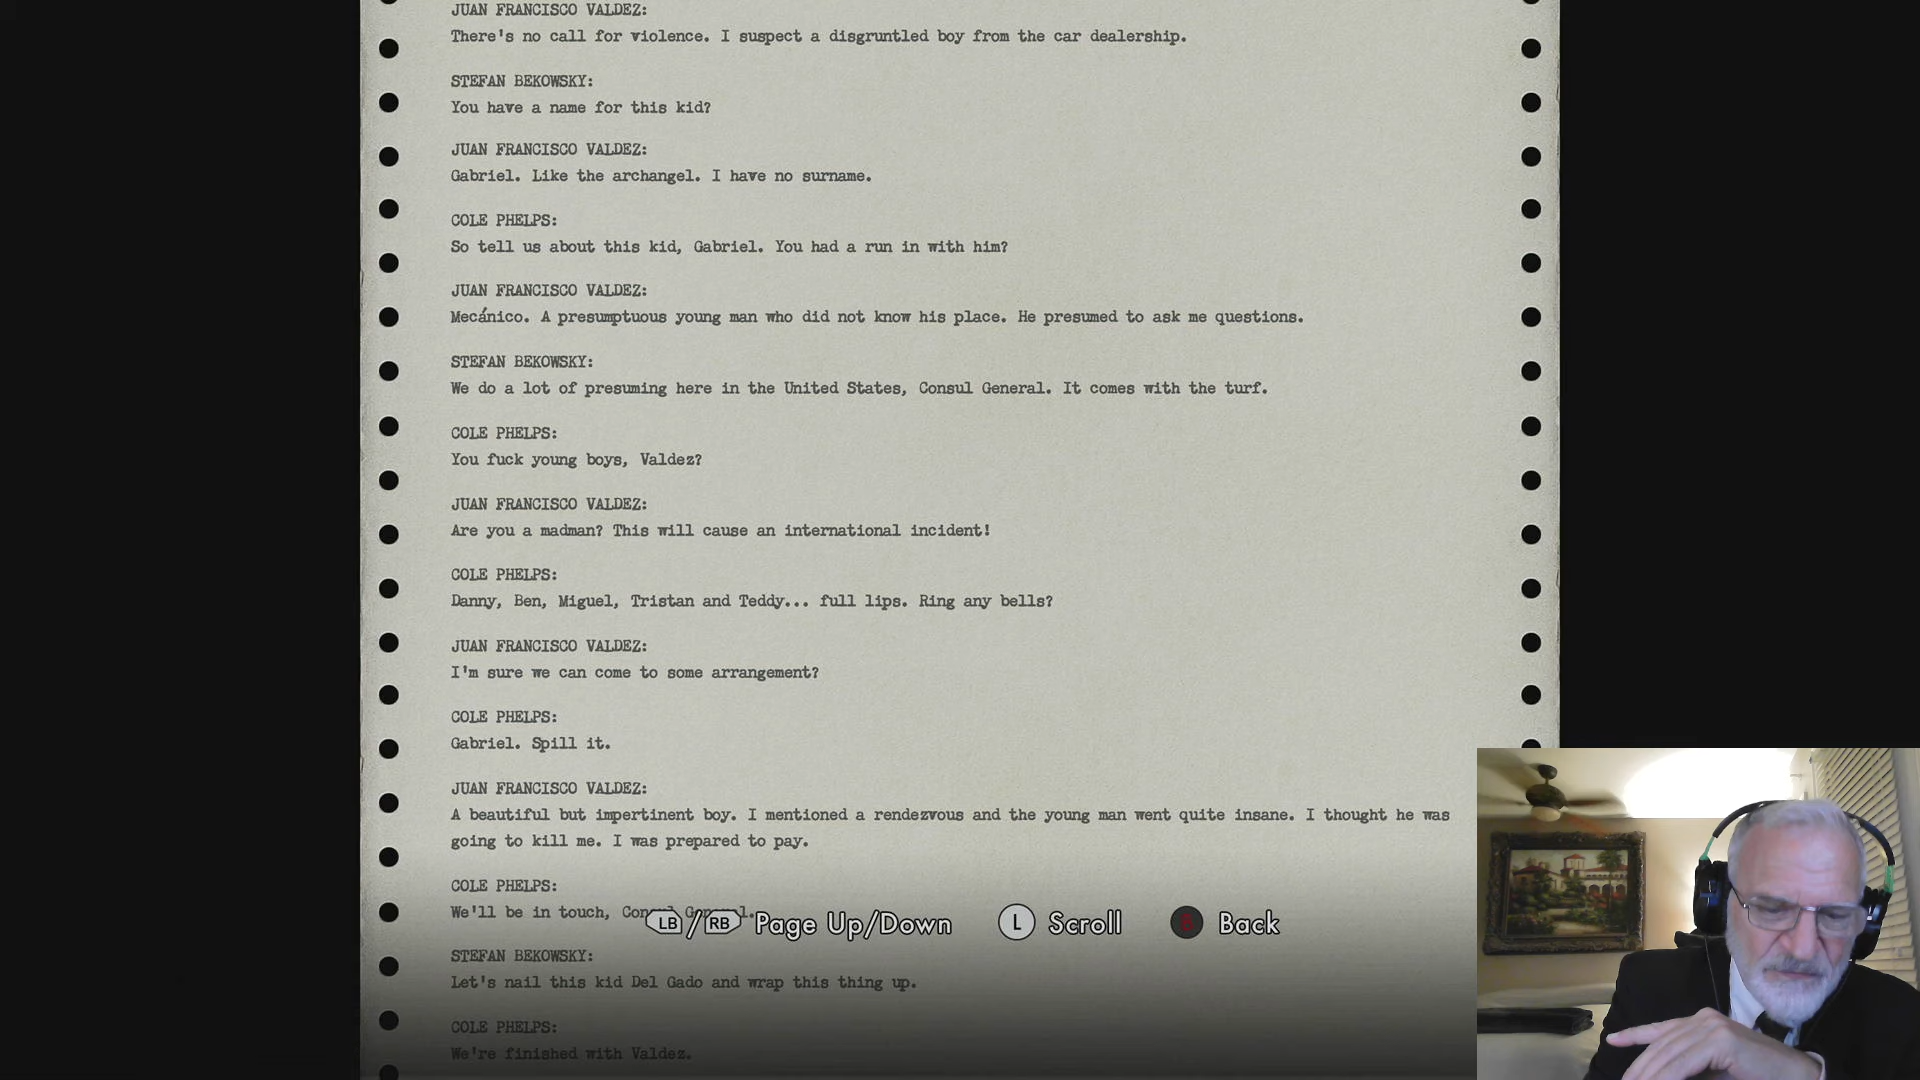 JUAN FRANCISCO VALDEZ:
There's no call for violence. I suspect a disgruntled boy from the car dealership.
STEFAN BEKOWSKY:
You have a name for this kid?
JUAN FRANCISCO VALDEZ:
Gabriel. Like the archangel. I have no surname.
COLE PHELPS:
So tell us about this kid, Gabriel. You had a run in with him?
JUAN FRANCISCO VALDEZ:
Mecánico. A presumptuous young man who did not know his place. He presumed to ask me questions.
STEFAN BEKOWSKY:
We do a lot of presuming here in the United States, Consul General. It comes with the turf.
COLE PHELPS:
You fuck young boys, Valdez?
JUAN FRANCISCO VALDEZ:
Are you a madman? This will cause an international incident!
COLE PHELPS:
Danny, Ben, Miguel, Tristan and Teddy... full lips. Ring any bells?
JUAN FRANCISCO VALDEZ:
I'm sure we can come to some arrangement?
COLE PHELPS:
Gabriel. Spill it.
JUAN FRANCISCO VALDEZ:
A beautiful but impertinent boy. I mentioned a rendezvous and the young man went quite insane. I thought he was
going to kill me. I was prepared to pay.
COLE PHELPS:
We'll be in touch, Consul General.
LB / RB Page Up/Down L Scroll B Back
STEFAN BEKOWSKY:
Let's nail this kid Del Gado and wrap this thing up.
COLE PHELPS:
We're finished with Valdez.